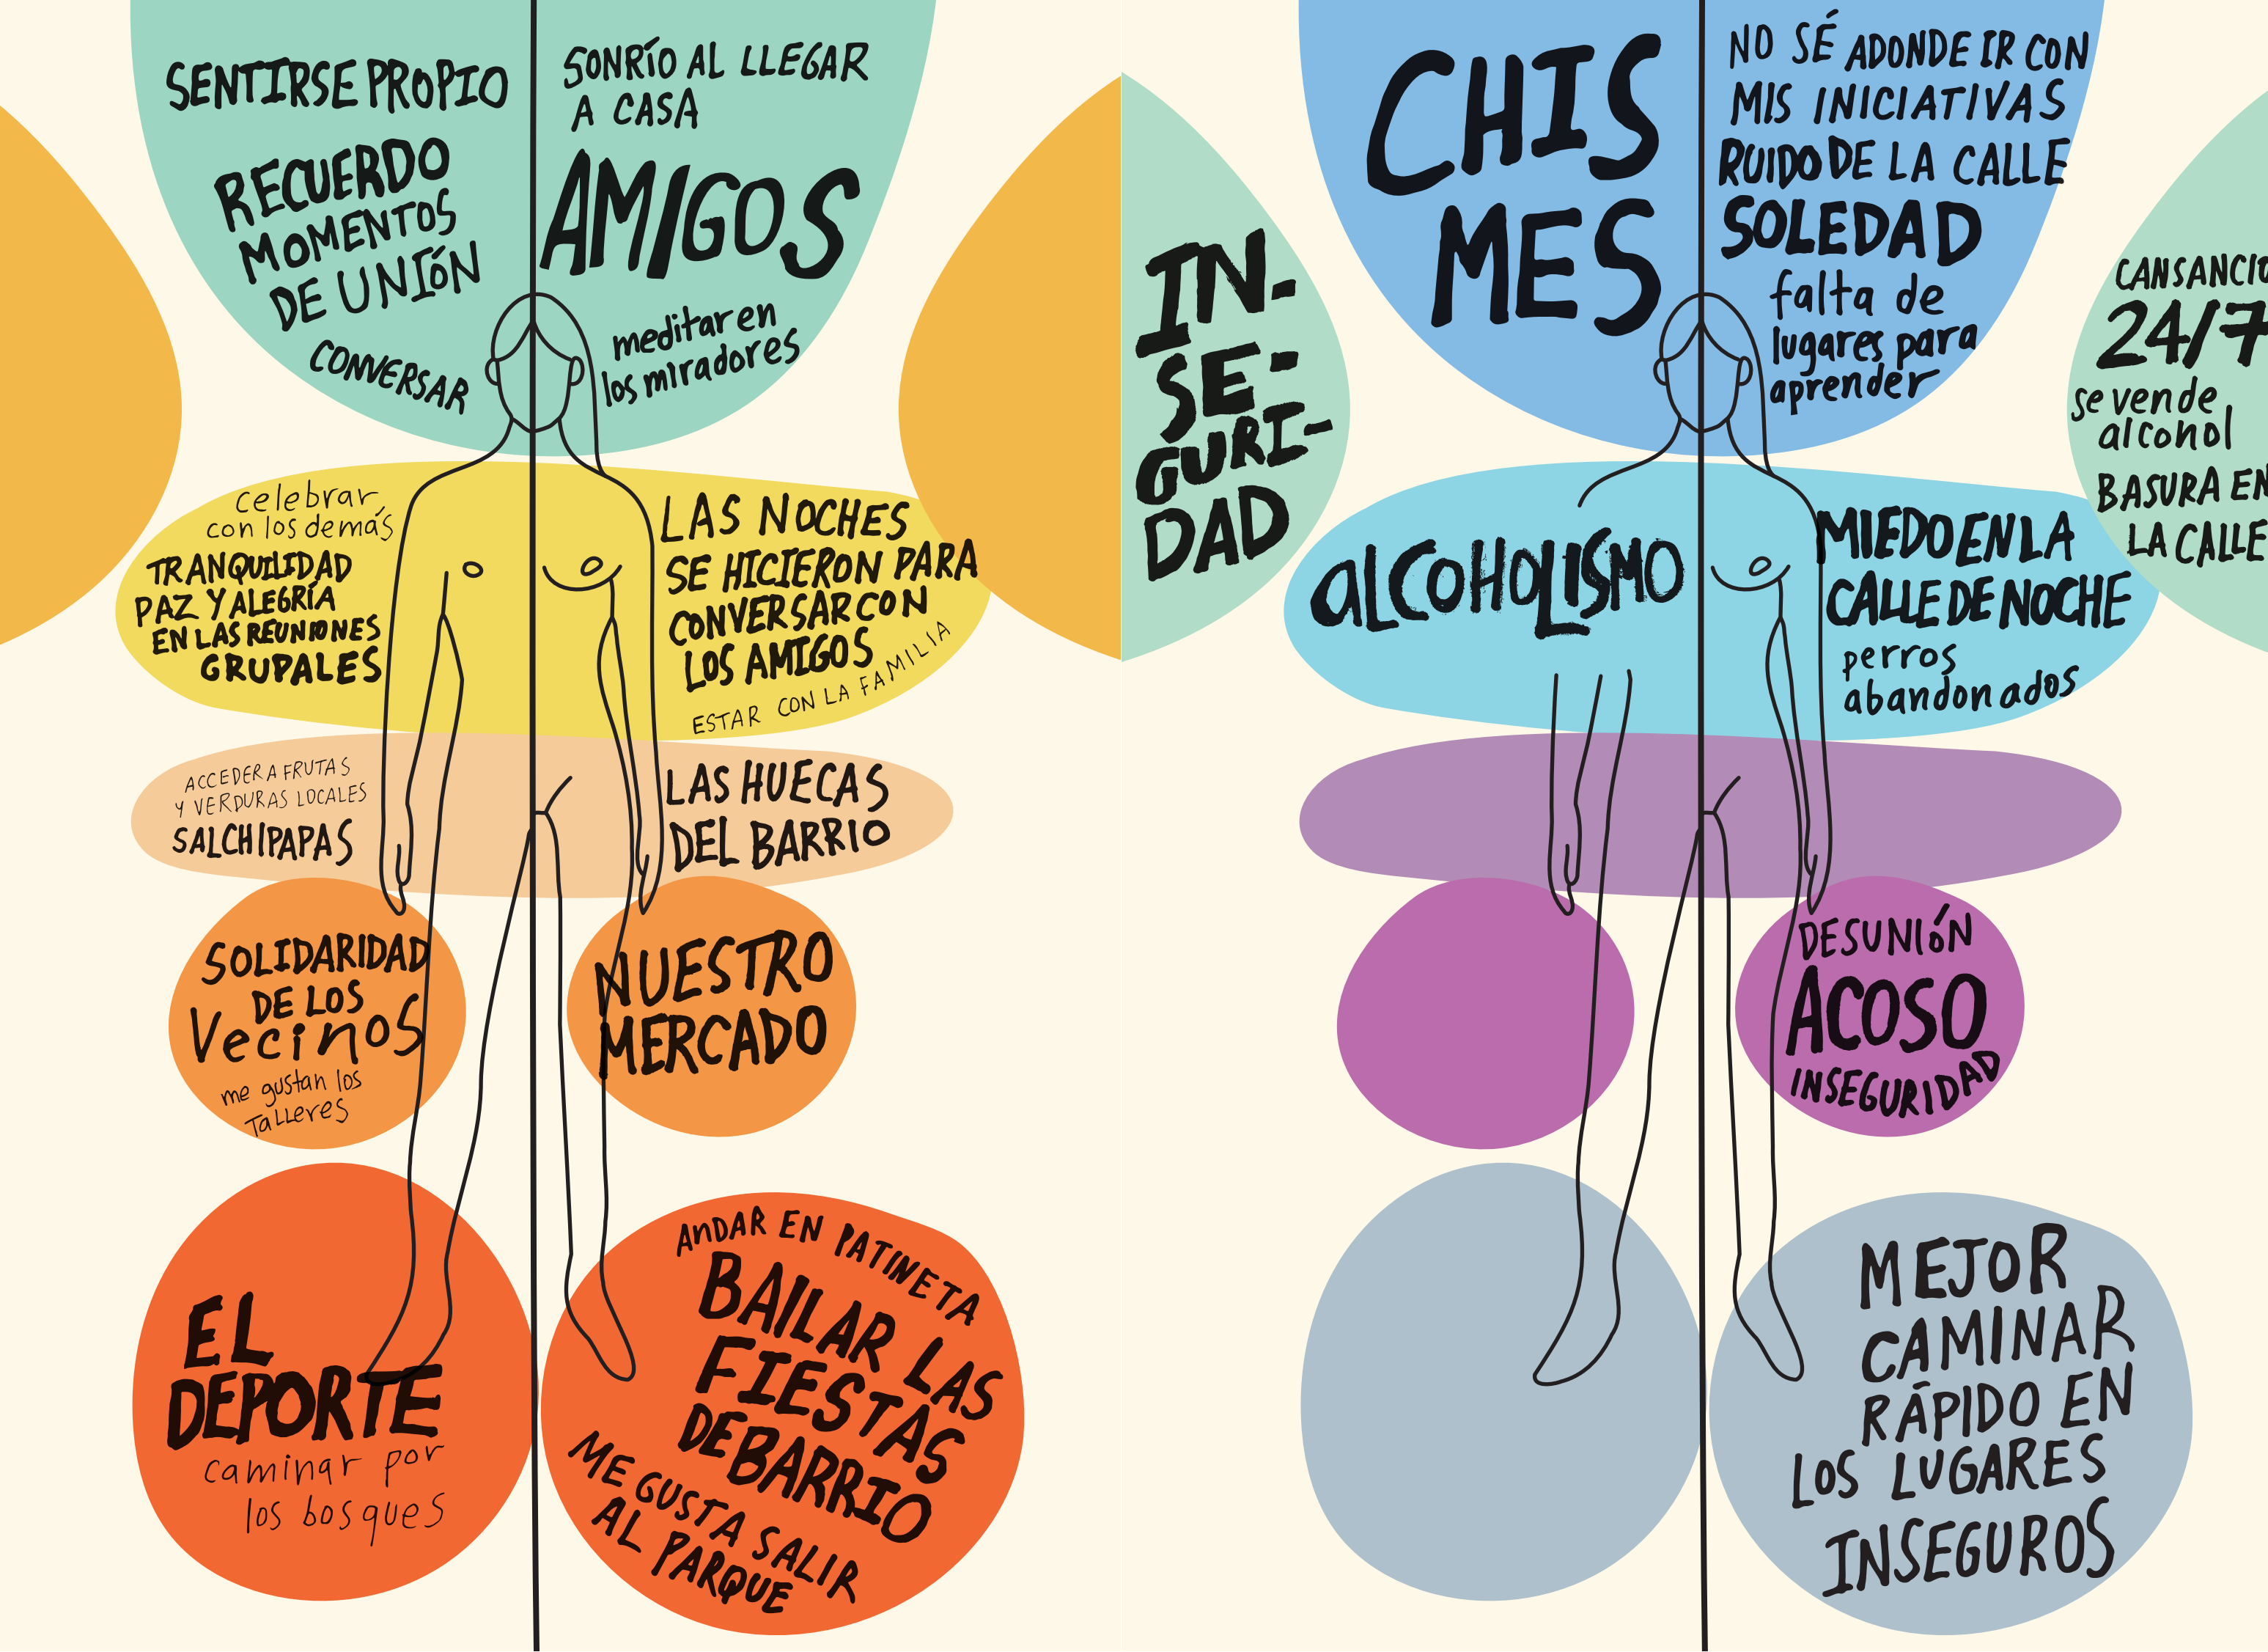 SENTIRSE PROPIO
RECUERDO
MOMENTOS
DE UNIÓN
CONVERSAR
SONRÍO AL LLEGAR
A CASA
AMIGOS
meditar en
los miradores
celebrar
con los demás
TRANQUILIDAD
PAZ Y ALEGRÍA
EN LAS REUNIONES
GRUPALES
LAS NOCHES
SE HICIERON PARA
CONVERSAR CON
LOS AMIGOS
ESTAR CON LA FAMILIA
ACCEDER A FRUTAS
Y VERDURAS LOCALES
SALCHIPAPAS
LAS HUECAS
DEL BARRIO
SOLIDARIDAD
DE LOS
Vecinos
me gustan los
Talleres
NUESTRO
MERCADO
EL
DEPORTE
caminar por
los bosques
ANDAR EN PATINETA
BAILAR LAS
FIESTAS
DE BARRIO
ME GUSTA SALIR
AL PARQUE
IN-
SE-
GURI-
DAD
CHIS
MES
NO SÉ ADONDE IR CON
MIS INICIATIVAS
RUIDO DE LA CALLE
SOLEDAD
falta de
lugares para
aprender
CANSANCIO
24/7
se vende
alcohol
BASURA EN
LA CALLE
ALCOHOLISMO
MIEDO EN LA
CALLE DE NOCHE
perros
abandonados
DESUNIÓN
ACOSO
INSEGURIDAD
MEJOR
CAMINAR
RÁPIDO EN
LOS LUGARES
INSEGUROS